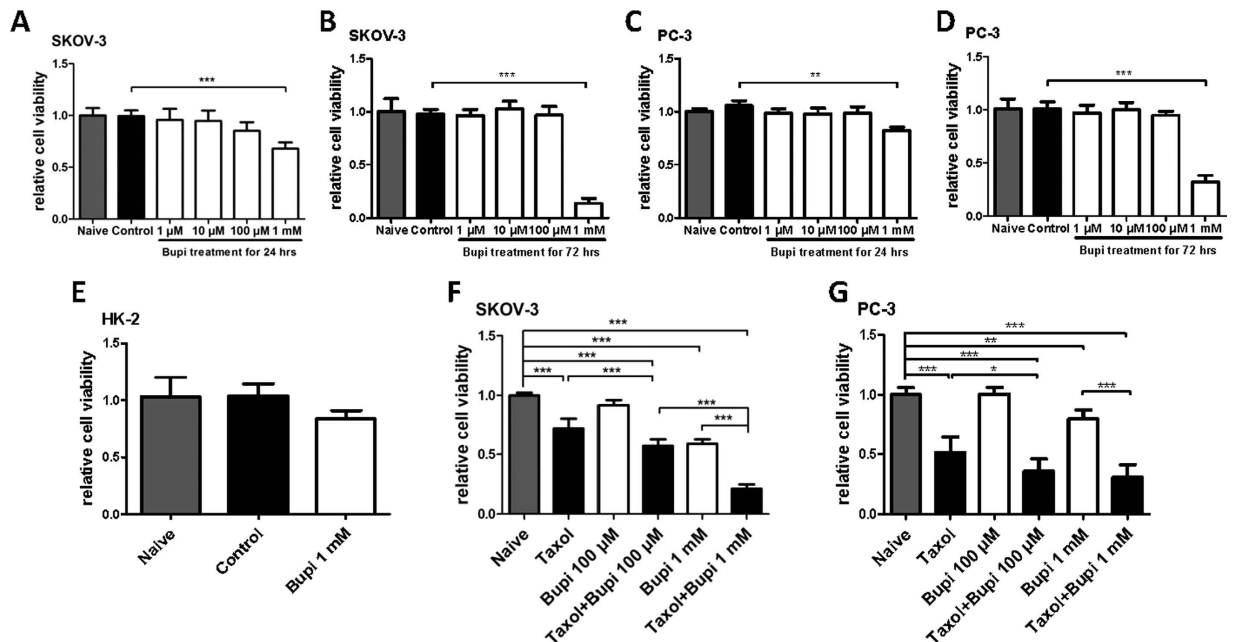 A
SKOV-3
***
relative cell viability
1.5
1.0
0.5
0.0
Naive Control 1 µM 10 µM 100 µM 1 mM
Bupi treatment for 24 hrs
B
SKOV-3
***
relative cell viability
1.5
1.0
0.5
0.0
Naive Control 1 µM 10 µM 100 µM 1 mM
Bupi treatment for 72 hrs
C
PC-3
**
relative cell viability
1.5
1.0
0.5
0.0
Naive Control 1 µM 10 µM 100 µM 1 mM
Bupi treatment for 24 hrs
D
PC-3
***
relative cell viability
1.5
1.0
0.5
0.0
Naive Control 1 µM 10 µM 100 µM 1 mM
Bupi treatment for 72 hrs
E
HK-2
relative cell viability
1.5
1.0
0.5
0.0
Naive
Control
Bupi 1 mM
F
SKOV-3
***
***
***
*** ***
***
***
relative cell viability
1.5
1.0
0.5
0.0
Naive
Taxol
Bupi 100 µM
Taxol+Bupi 100 µM
Bupi 1 mM
Taxol+Bupi 1 mM
G
PC-3
***
**
***
*** *
***
relative cell viability
1.5
1.0
0.5
0.0
Naive
Taxol
Bupi 100 µM
Taxol+Bupi 100 µM
Bupi 1 mM
Taxol+Bupi 1 mM